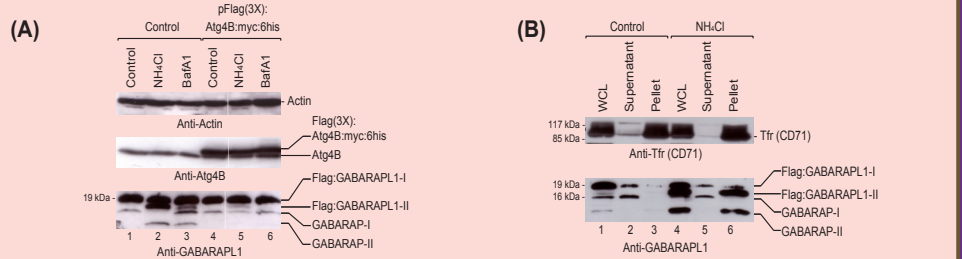 (A)
pFlag(3X):
Control Atg4B:myc:6his
Control NH₄Cl BafA1 Control NH₄Cl BafA1
Actin
Anti-Actin
Flag(3X):
Atg4B:myc:6his
Atg4B
Anti-Atg4B
19 kDa
Flag:GABARAPL1-I
Flag:GABARAPL1-II
GABARAP-I
GABARAP-II
1 2 3 4 5 6
Anti-GABARAPL1
(B)
Control NH₄Cl
WCL Supernatant Pellet WCL Supernatant Pellet
117 kDa
85 kDa
Tfr (CD71)
Anti-Tfr (CD71)
19 kDa
16 kDa
Flag:GABARAPL1-I
Flag:GABARAPL1-II
GABARAP-I
GABARAP-II
1 2 3 4 5 6
Anti-GABARAPL1